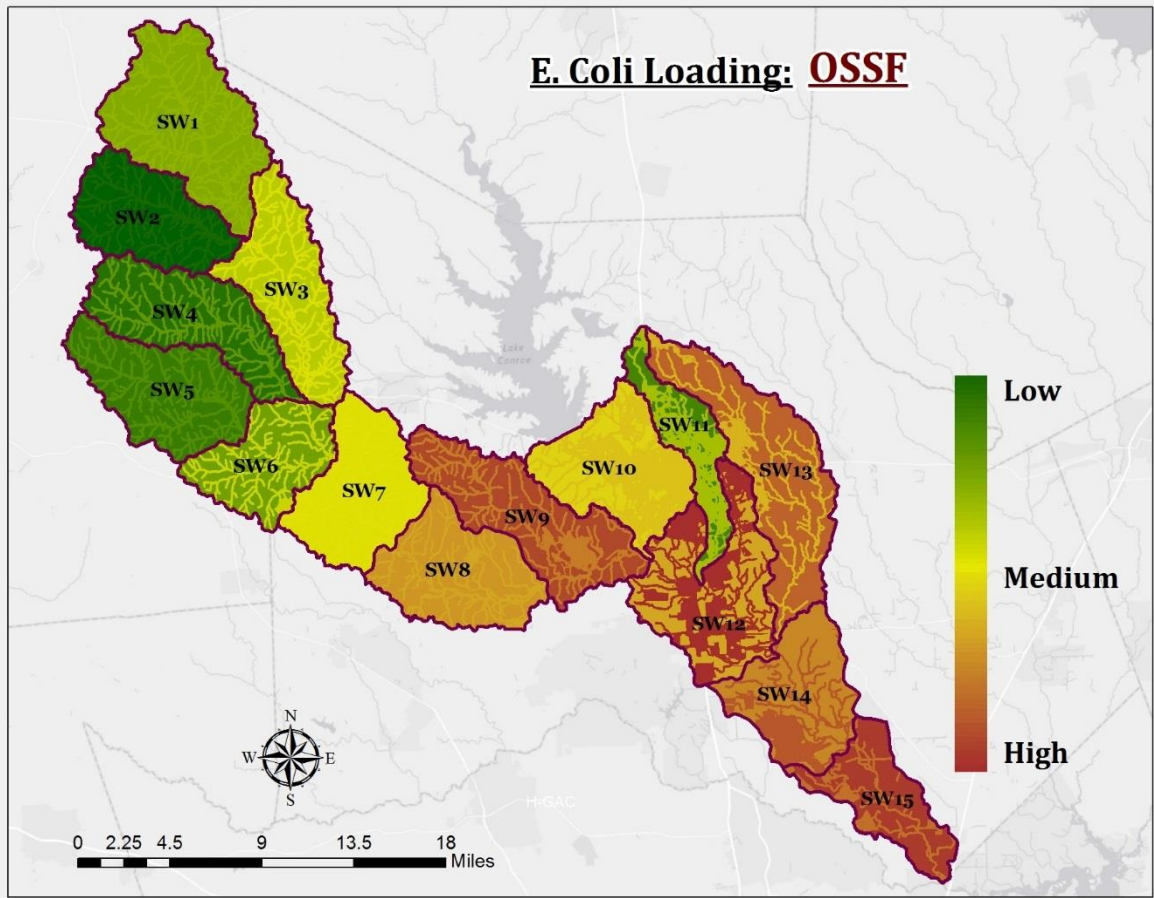 E. Coli Loading: OSSF
SW1
SW2
SW3
SW4
SW5
SW6
SW7
SW8
SW9
SW10
SW11
SW12
SW13
SW14
SW15
Lake
Conroe
Low
Medium
High
N
W E
S
H-GAC
0 2.25 4.5 9 13.5 18
Miles